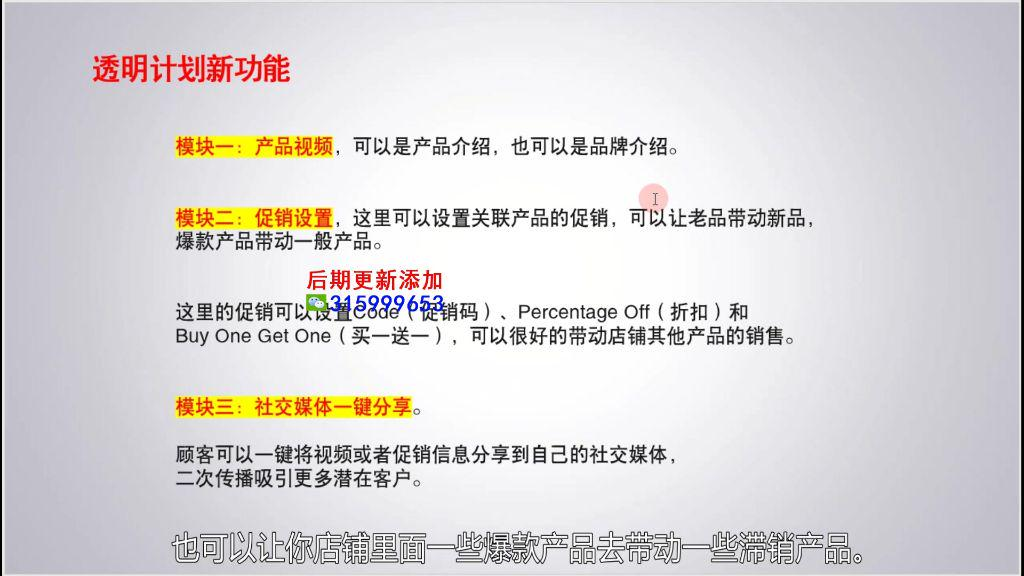 透明计划新功能
模块一：产品视频，可以是产品介绍，也可以是品牌介绍。
模块二：促销设置，这里可以设置关联产品的促销，可以让老品带动新品，
爆款产品带动一般产品。
后期更新添加
315999653
这里的促销可以设置Code（促销码）、Percentage Off（折扣）和
Buy One Get One（买一送一），可以很好的带动店铺其他产品的销售。
模块三：社交媒体一键分享。
顾客可以一键将视频或者促销信息分享到自己的社交媒体，
二次传播吸引更多潜在客户。
也可以让你店铺里面一些爆款产品去带动一些滞销产品。